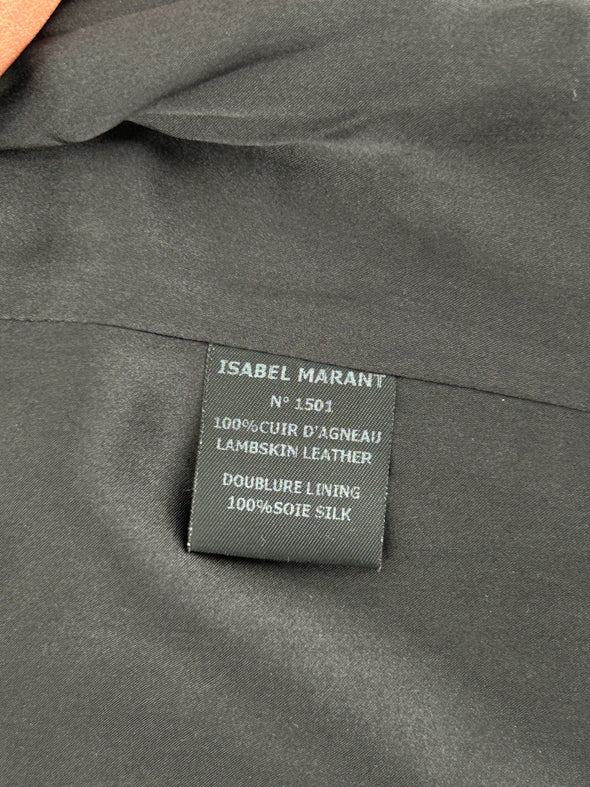 ISABEL MARANT
N° 1501
100%CUIR D'AGNEAU
LAMBSKIN LEATHER
DOUBLURE LINING
100%SOIE SILK